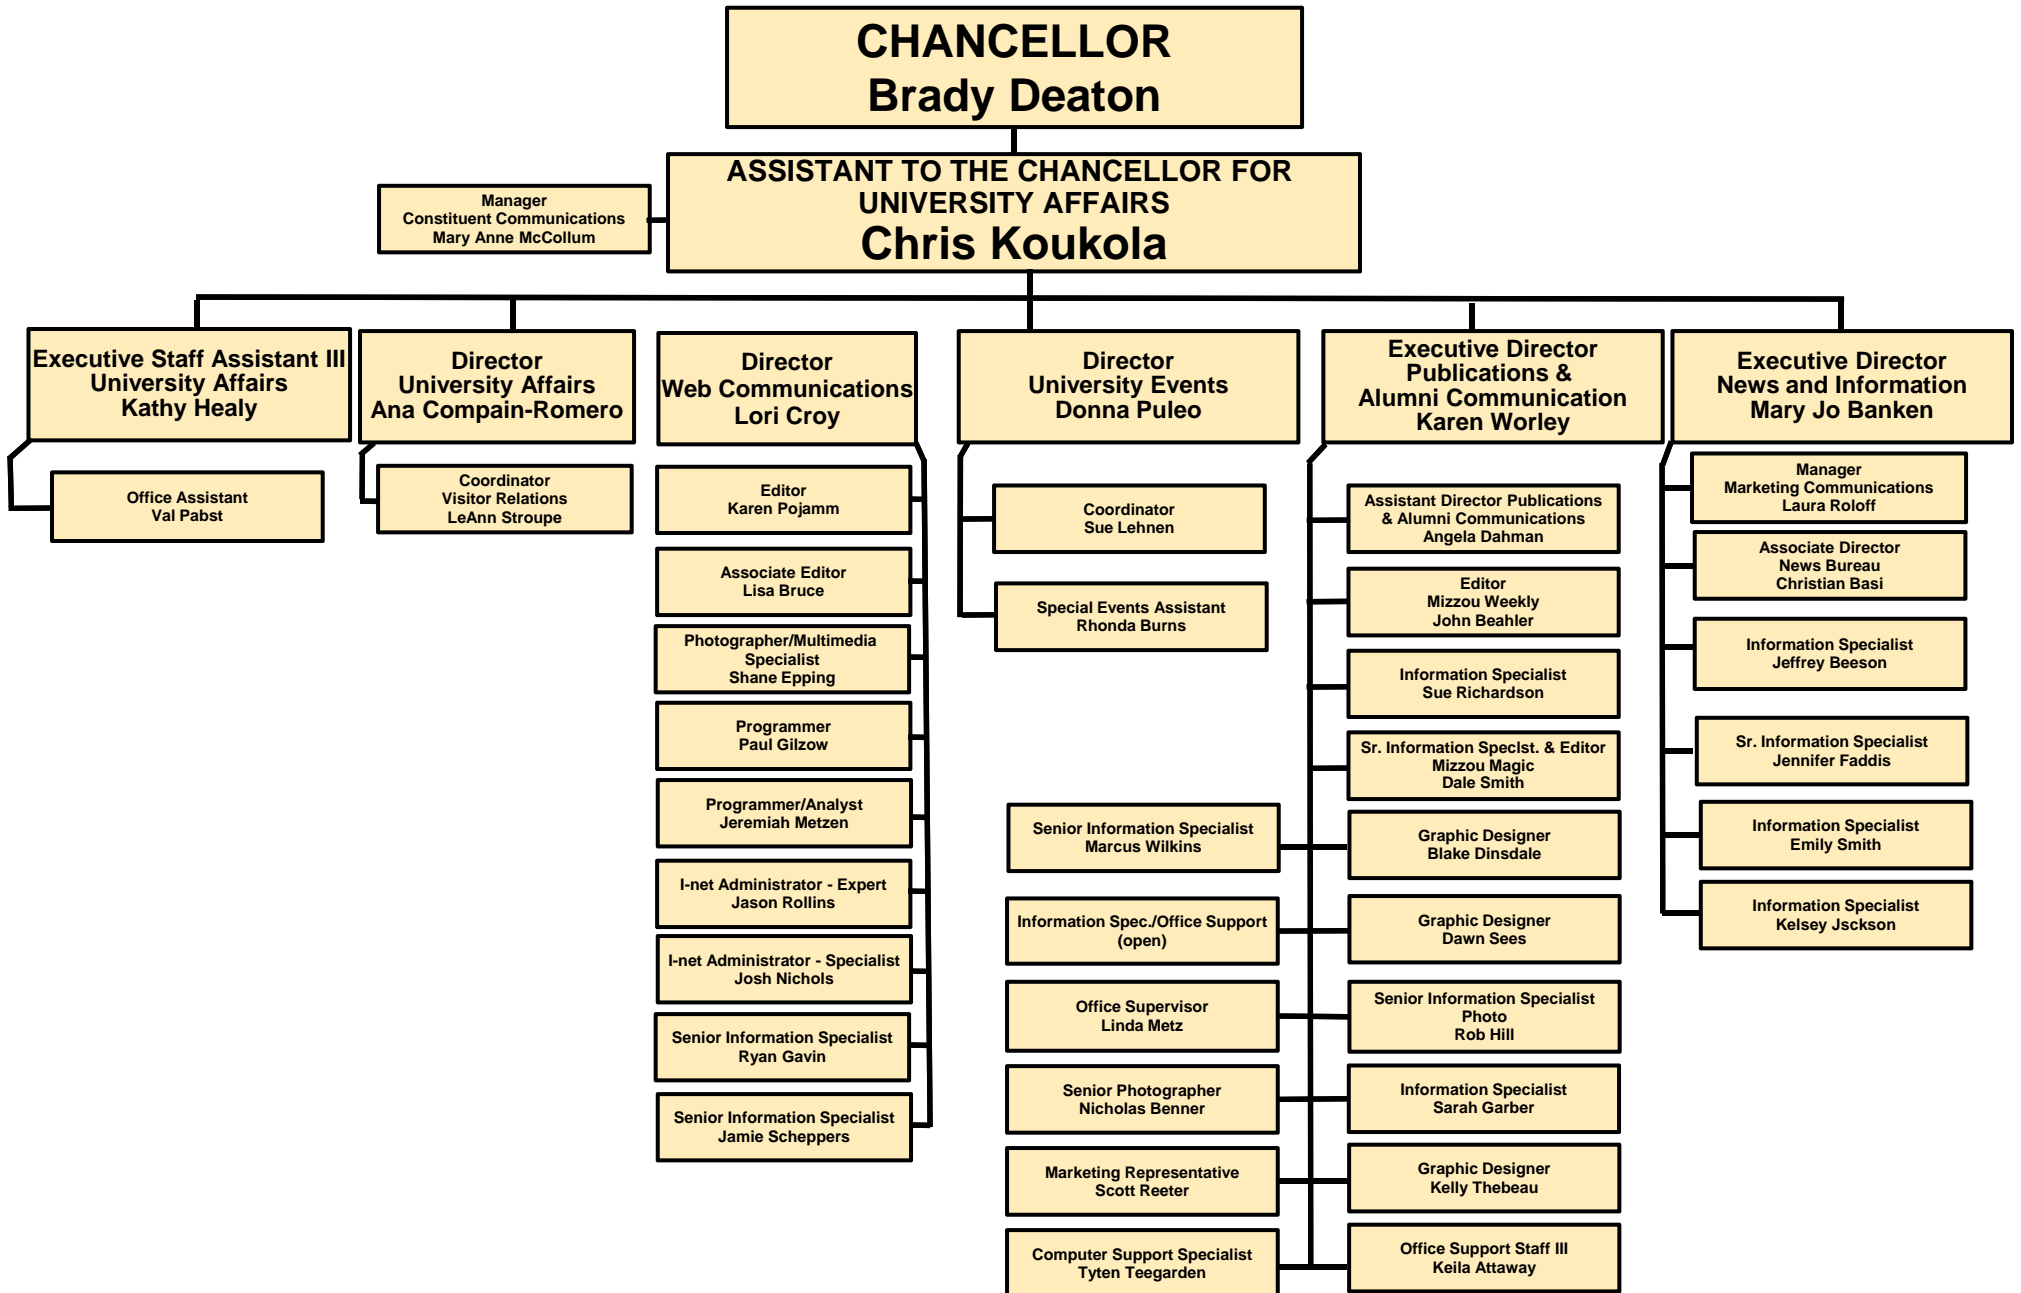 CHANCELLOR
Brady Deaton
ASSISTANT TO THE CHANCELLOR FOR
UNIVERSITY AFFAIRS
Chris Koukola
Manager
Constituent Communications
Mary Anne McCollum
Executive Staff Assistant III
University Affairs
Kathy Healy
Office Assistant
Val Pabst
Director
University Affairs
Ana Compain-Romero
Coordinator
Visitor Relations
LeAnn Stroupe
Director
Web Communications
Lori Croy
Editor
Karen Pojamm
Associate Editor
Lisa Bruce
Photographer/Multimedia
Specialist
Shane Epping
Programmer
Paul Gilzow
Programmer/Analyst
Jeremiah Metzen
I-net Administrator - Expert
Jason Rollins
I-net Administrator - Specialist
Josh Nichols
Senior Information Specialist
Ryan Gavin
Senior Information Specialist
Jamie Scheppers
Director
University Events
Donna Puleo
Coordinator
Sue Lehnen
Special Events Assistant
Rhonda Burns
Executive Director
Publications &
Alumni Communication
Karen Worley
Assistant Director Publications
& Alumni Communications
Angela Dahman
Editor
Mizzou Weekly
John Beahler
Information Specialist
Sue Richardson
Sr. Information Speclst. & Editor
Mizzou Magic
Dale Smith
Senior Information Specialist
Marcus Wilkins
Graphic Designer
Blake Dinsdale
Information Spec./Office Support
(open)
Graphic Designer
Dawn Sees
Office Supervisor
Linda Metz
Senior Information Specialist
Photo
Rob Hill
Senior Photographer
Nicholas Benner
Information Specialist
Sarah Garber
Marketing Representative
Scott Reeter
Graphic Designer
Kelly Thebeau
Computer Support Specialist
Tyten Teegarden
Office Support Staff III
Keila Attaway
Executive Director
News and Information
Mary Jo Banken
Manager
Marketing Communications
Laura Roloff
Associate Director
News Bureau
Christian Basi
Information Specialist
Jeffrey Beeson
Sr. Information Specialist
Jennifer Faddis
Information Specialist
Emily Smith
Information Specialist
Kelsey Jsckson